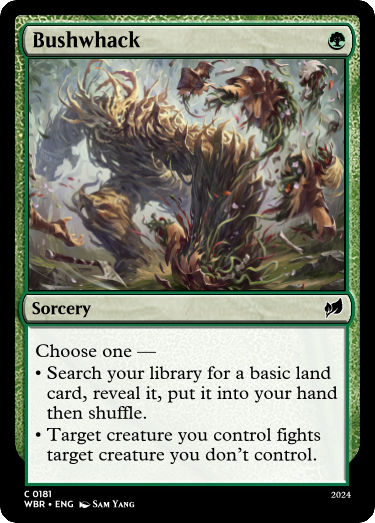 Bushwhack
Sorcery
Choose one —
• Search your library for a basic land
card, reveal it, put it into your hand
then shuffle.
• Target creature you control fights
target creature you don't control.
C 0181
2024
WBR • ENG Sam Yang